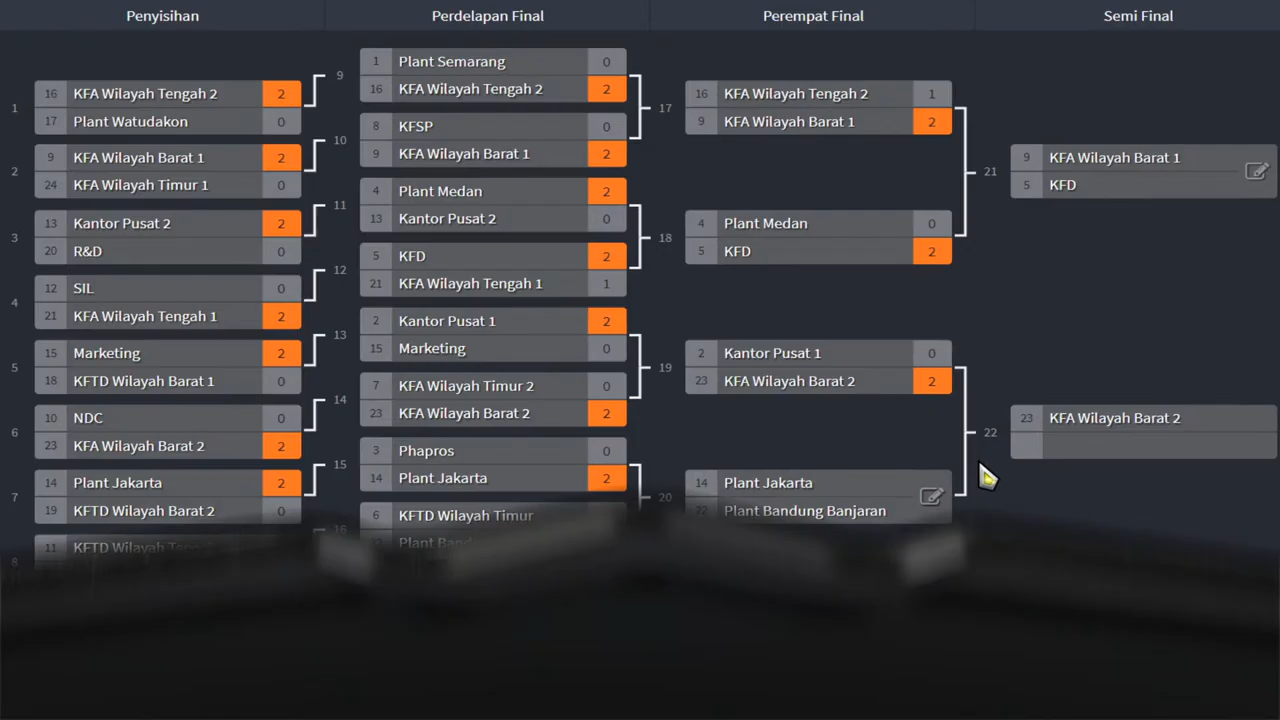 Penyisihan
Perdelapan Final
Perempat Final
Semi Final
1
16 KFA Wilayah Tengah 2 2
17 Plant Watudakon 0
2
9 KFA Wilayah Barat 1 2
24 KFA Wilayah Timur 1 0
3
13 Kantor Pusat 2 2
20 R&D 0
4
12 SIL 0
21 KFA Wilayah Tengah 1 2
5
15 Marketing 2
18 KFTD Wilayah Barat 1 0
6
10 NDC 0
23 KFA Wilayah Barat 2 2
7
14 Plant Jakarta 2
19 KFTD Wilayah Barat 2 0
8
11 KFTD Wilayah
9
1 Plant Semarang 0
16 KFA Wilayah Tengah 2 2
10
8 KFSP 0
9 KFA Wilayah Barat 1 2
11
4 Plant Medan 2
13 Kantor Pusat 2 0
12
5 KFD 2
21 KFA Wilayah Tengah 1 1
13
2 Kantor Pusat 1 2
15 Marketing 0
14
7 KFA Wilayah Timur 2 0
23 KFA Wilayah Barat 2 2
15
3 Phapros 0
14 Plant Jakarta 2
16
6 KFTD Wilayah Timur
Plant
17
16 KFA Wilayah Tengah 2 1
9 KFA Wilayah Barat 1 2
18
4 Plant Medan 0
5 KFD 2
19
2 Kantor Pusat 1 0
23 KFA Wilayah Barat 2 2
20
14 Plant Jakarta
22 Plant Bandung Banjaran
21
9 KFA Wilayah Barat 1
5 KFD
22
23 KFA Wilayah Barat 2